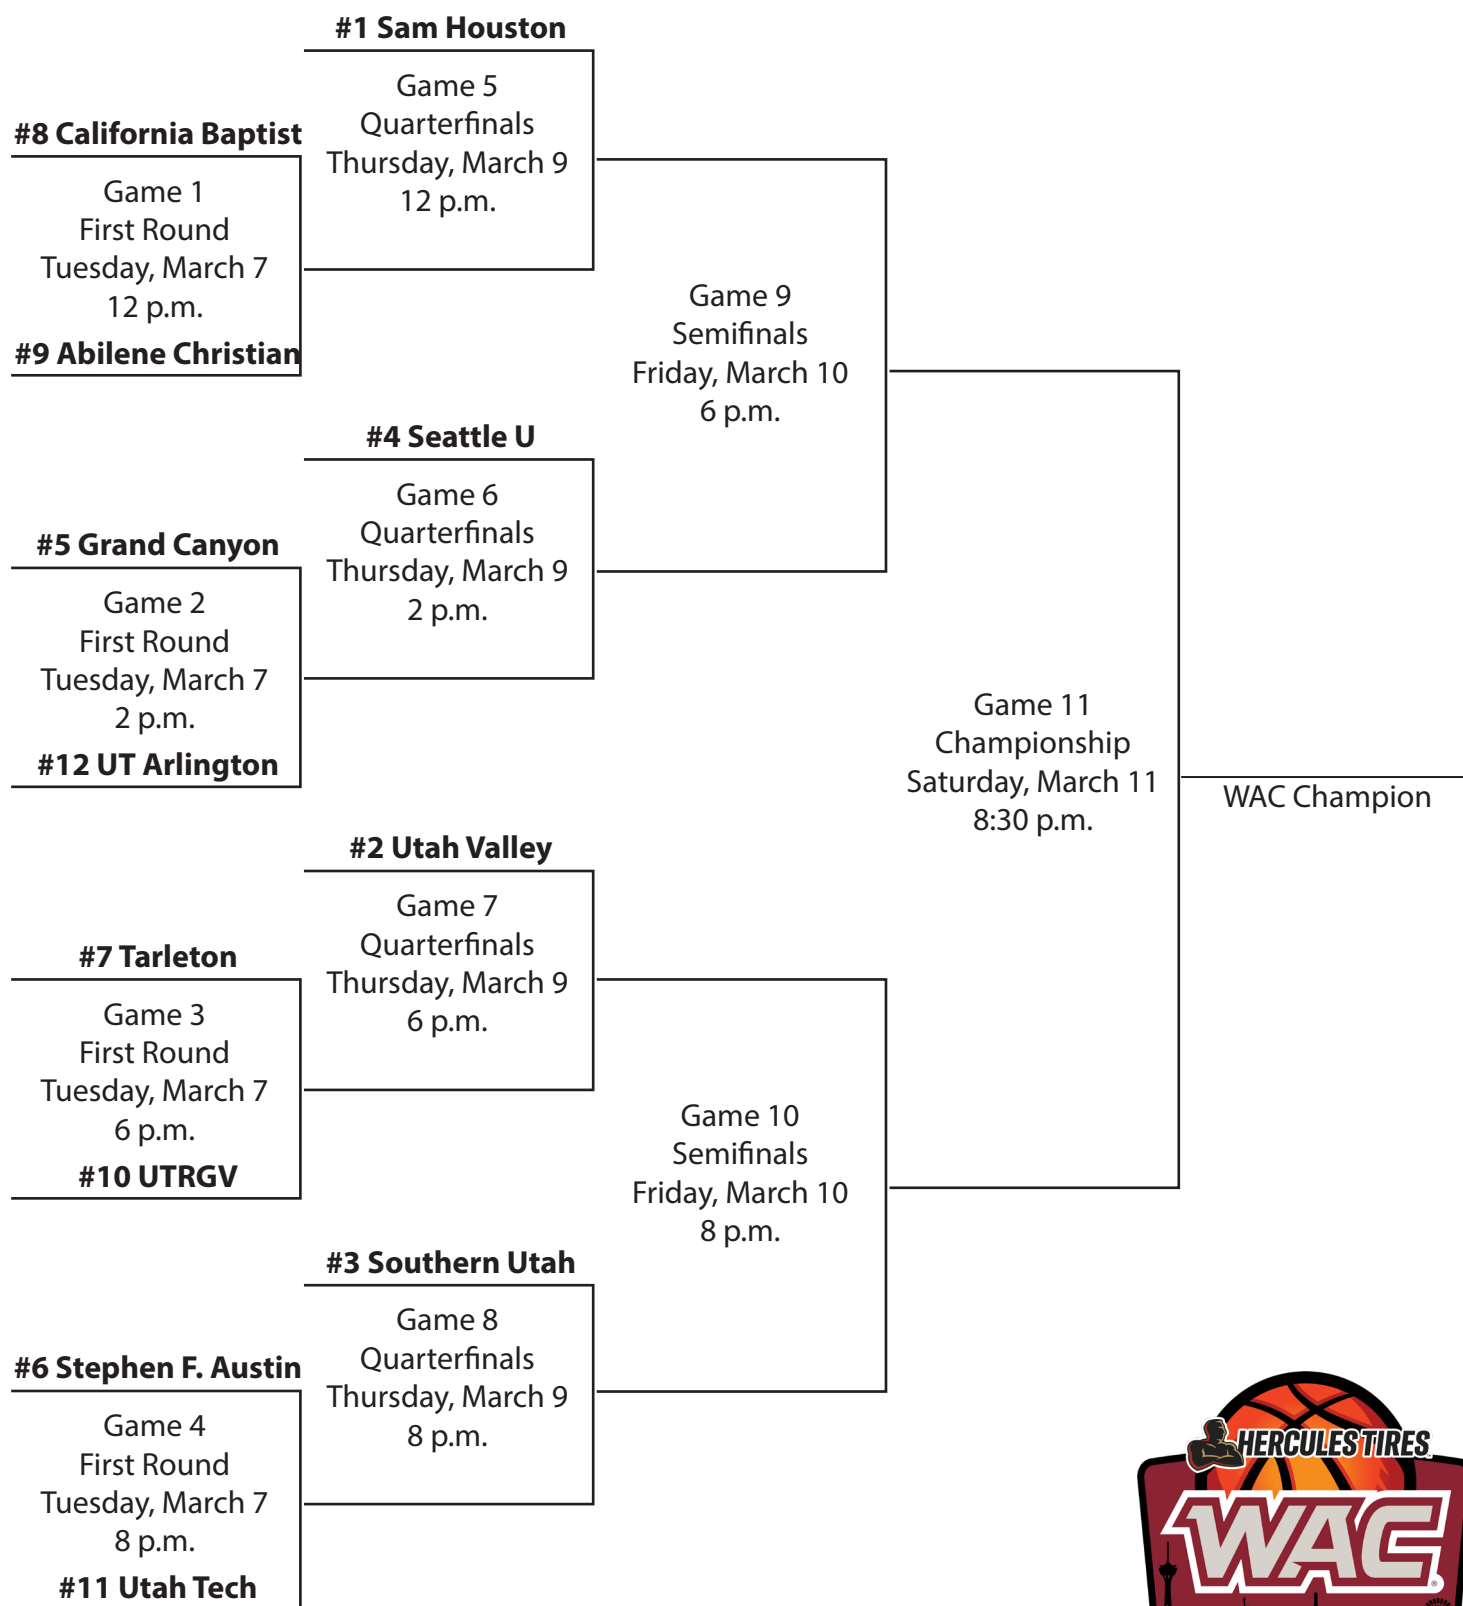 #1 Sam Houston
Game 5
Quarterfinals
Thursday, March 9
12 p.m.
#8 California Baptist
Game 1
First Round
Tuesday, March 7
12 p.m.
#9 Abilene Christian
Game 9
Semifinals
Friday, March 10
6 p.m.
#4 Seattle U
Game 6
Quarterfinals
Thursday, March 9
2 p.m.
#5 Grand Canyon
Game 2
First Round
Tuesday, March 7
2 p.m.
#12 UT Arlington
Game 11
Championship
Saturday, March 11
8:30 p.m.
WAC Champion
#2 Utah Valley
Game 7
Quarterfinals
Thursday, March 9
6 p.m.
#7 Tarleton
Game 3
First Round
Tuesday, March 7
6 p.m.
#10 UTRGV
Game 10
Semifinals
Friday, March 10
8 p.m.
#3 Southern Utah
Game 8
Quarterfinals
Thursday, March 9
8 p.m.
#6 Stephen F. Austin
Game 4
First Round
Tuesday, March 7
8 p.m.
#11 Utah Tech
HERCULES TIRES
WAC
®